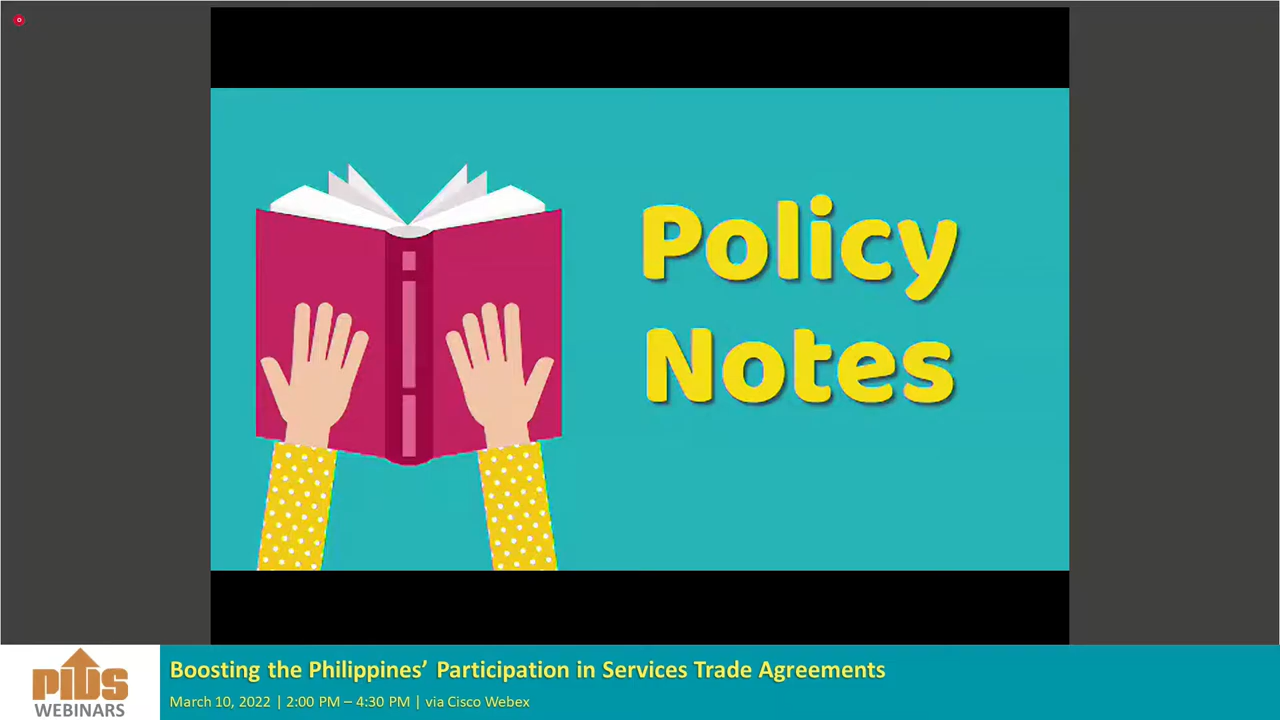 Policy
Notes
PIDS
WEBINARS
Boosting the Philippines’ Participation in Services Trade Agreements
March 10, 2022 | 2:00 PM – 4:30 PM | via Cisco Webex